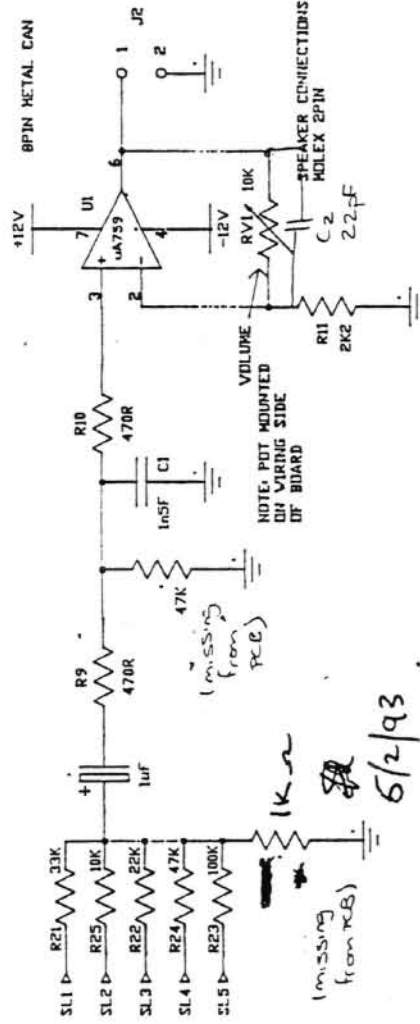 8PIN METAL CAN
J2
1
2
SPEAKER CONNECTIONS
MOLEX 2PIN
+12V
7
U1
uA759
+
-
3
2
6
4
-12V
RV1
10K
C2
22pF
VOLUME
NOTE: POT MOUNTED
ON WIRING SIDE
OF BOARD
R11
2K2
R10
470R
C1
1n5F
R9
470R
47K
(missing
from
PCB)
+
1uF
SL1
R21
33K
SL2
R25
10K
SL3
R22
22K
SL4
R24
47K
SL5
R23
100K
1K Ω
(missing
from PCB)
6/2/93